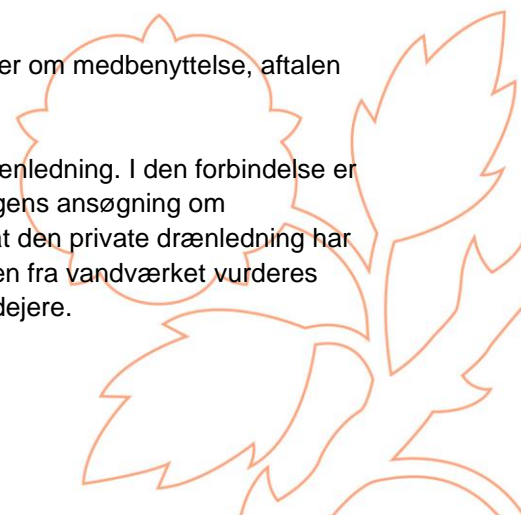 er om medbenyttelse, aftalen
ænledning. I den forbindelse er
gens ansøgning om
at den private drænledning har
en fra vandværket vurderes
dejere.